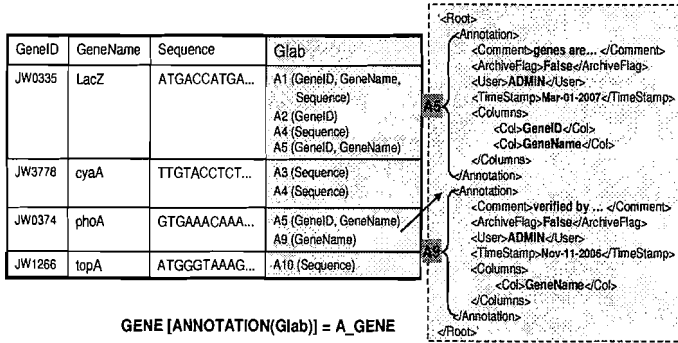 GeneID GeneName Sequence Glab
JW0335 LacZ ATGACCATGA... A1 (GeneID, GeneName,
Sequence)
A2 (GeneID)
A4 (Sequence)
A5 (GeneID, GeneName)
JW3778 cyaA TTGTACCTCT... A3 (Sequence)
A4 (Sequence)
JW0374 phoA GTGAAACAAA... A5 (GeneID, GeneName)
A9 (GeneName)
JW1266 topA ATGGGTAAAG... A10 (Sequence)
GENE [ANNOTATION(Glab)] = A_GENE
'<Root>
<Annotation>
<Comment>genes are... </Comment>
<ArchiveFlag>False</ArchiveFlag>
<User>ADMIN</User>
A5
<TimeStamp>Mar-01-2007</TimeStamp>
<Columns>
<Col>GeneID</Col>
<Col>GeneName</Col>
</Columns>
</Annotation>
<Annotation>
<Comment>verified by ... </Comment>
<ArchiveFlag>False</ArchiveFlag>
<User>ADMIN</User>
A9
<TimeStamp>Nov-11-2006</TimeStamp>
<Columns>
<Col>GeneName</Col>
</Columns>
</Annotation>
</Root>'